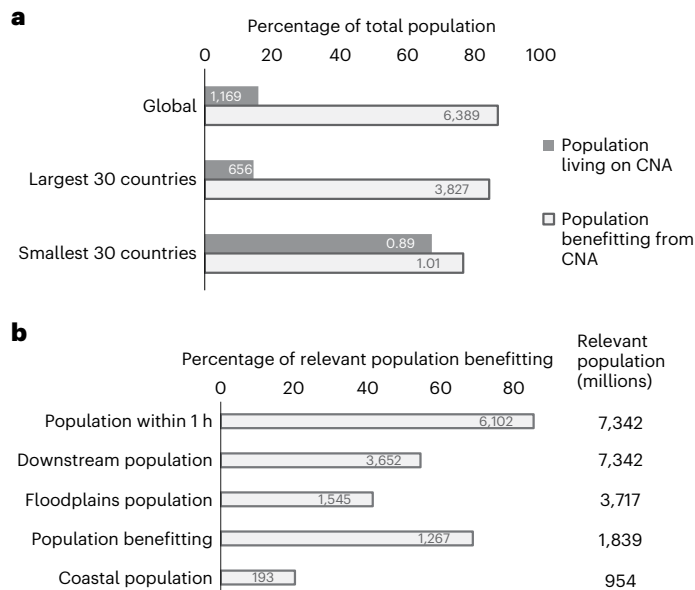 a
Percentage of total population
0 20 40 60 80 100
Global
1,169
6,389
Largest 30 countries
656
3,827
Smallest 30 countries
0.89
1.01
Population
living on CNA
Population
benefitting from
CNA
b
Percentage of relevant population benefitting
Relevant
population
(millions)
0 20 40 60 80
Population within 1 h 6,102 7,342
Downstream population 3,652 7,342
Floodplains population 1,545 3,717
Population benefitting 1,267 1,839
Coastal population 193 954